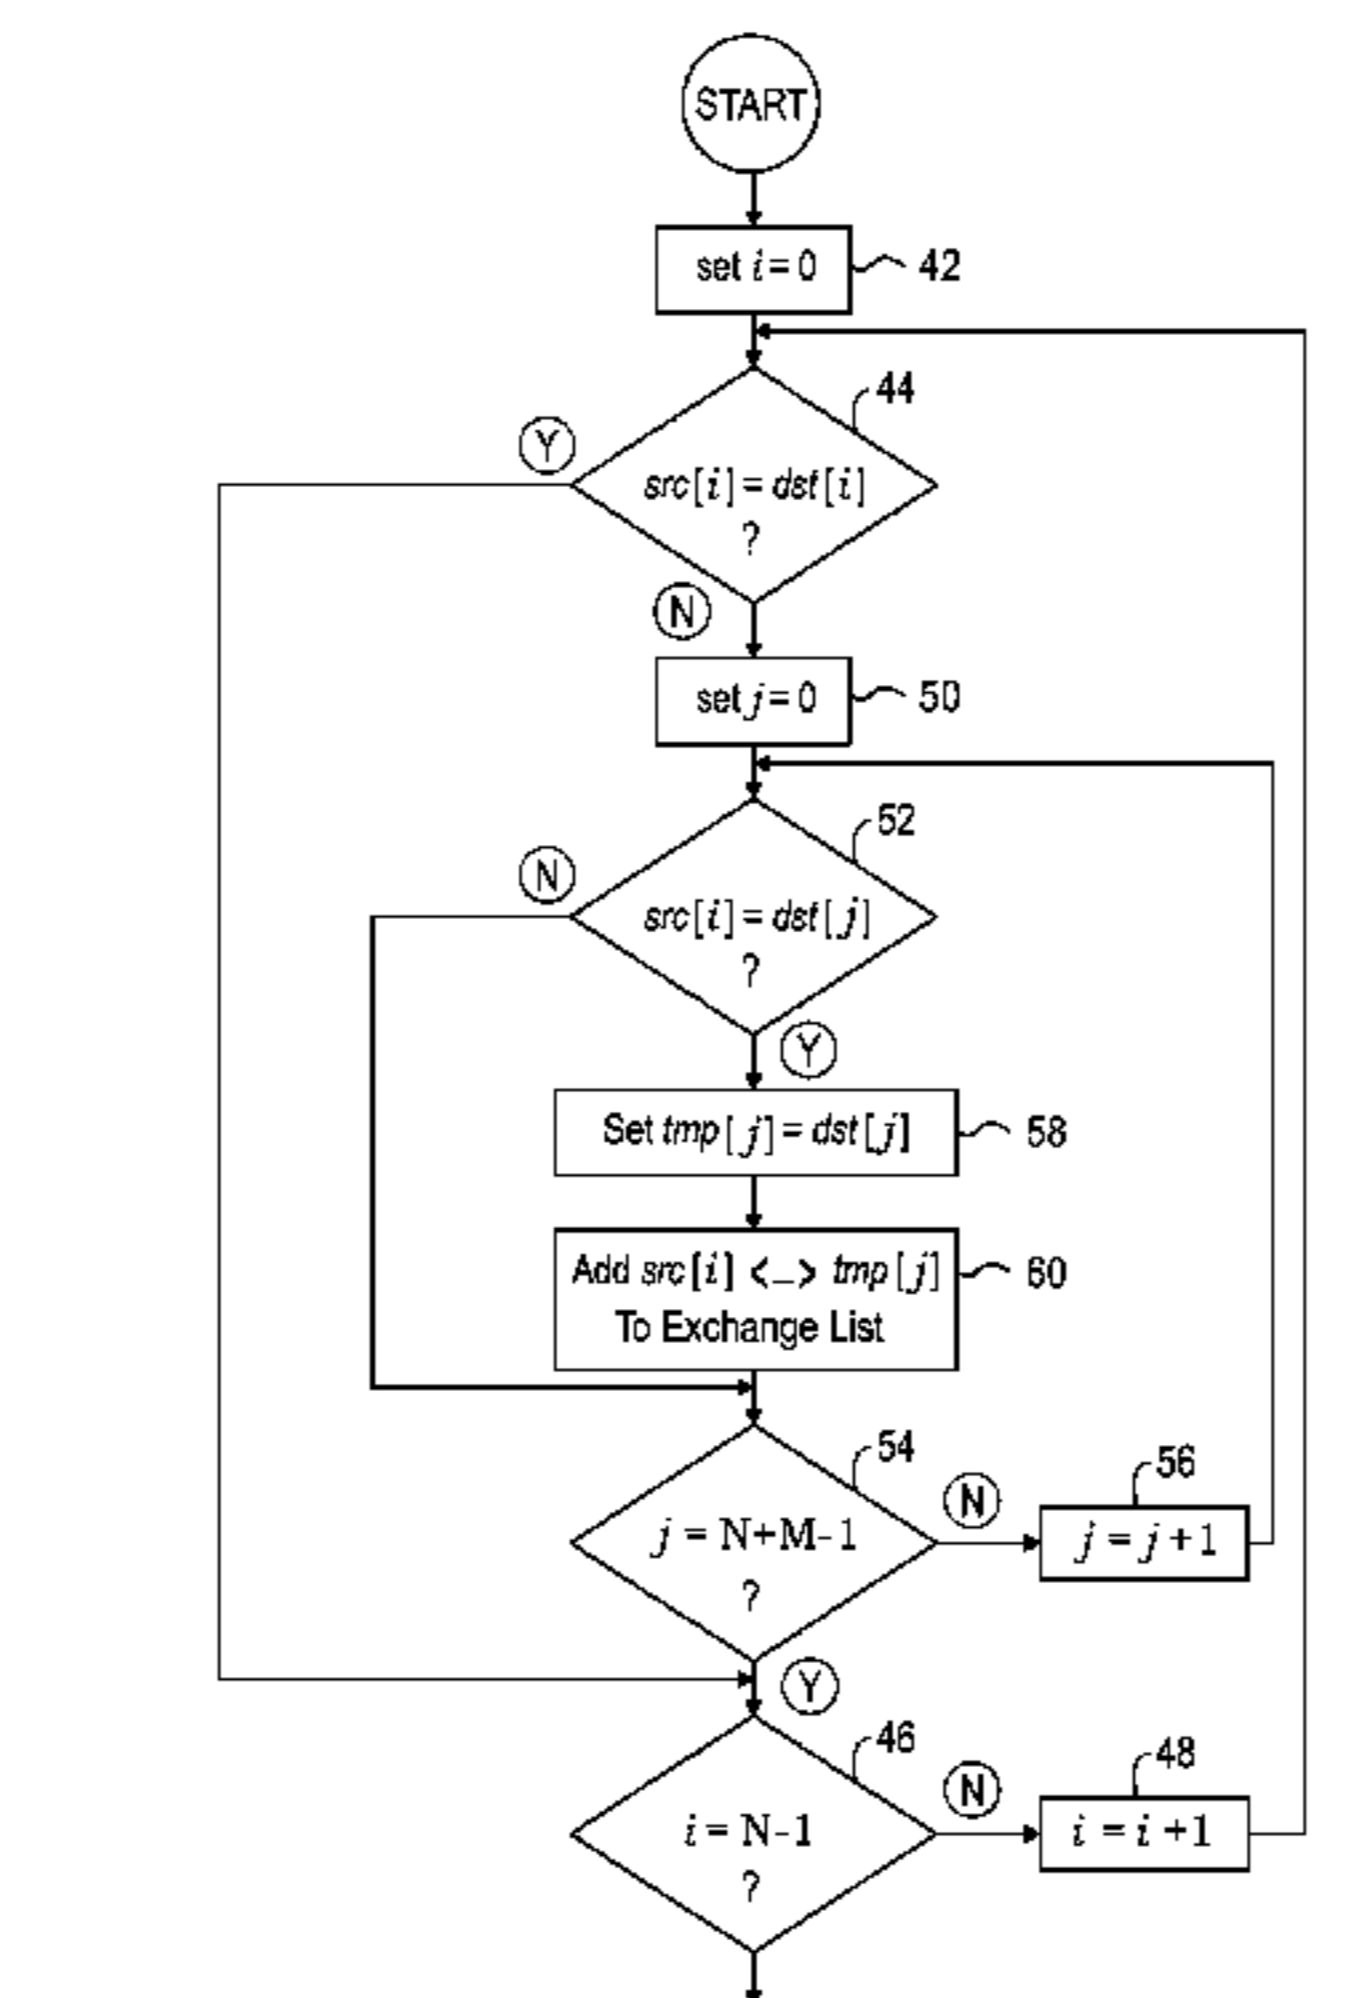 START
set i = 0
42
44
Y
src[i] = dst[i]
?
N
set j = 0
50
52
N
src[i] = dst[j]
?
Y
Set tmp[j] = dst[j]
58
Add src[i] <_> tmp[j]
To Exchange List
60
54
N
56
j = N+M-1
?
j = j+1
Y
46
N
48
i = N-1
?
i = i +1